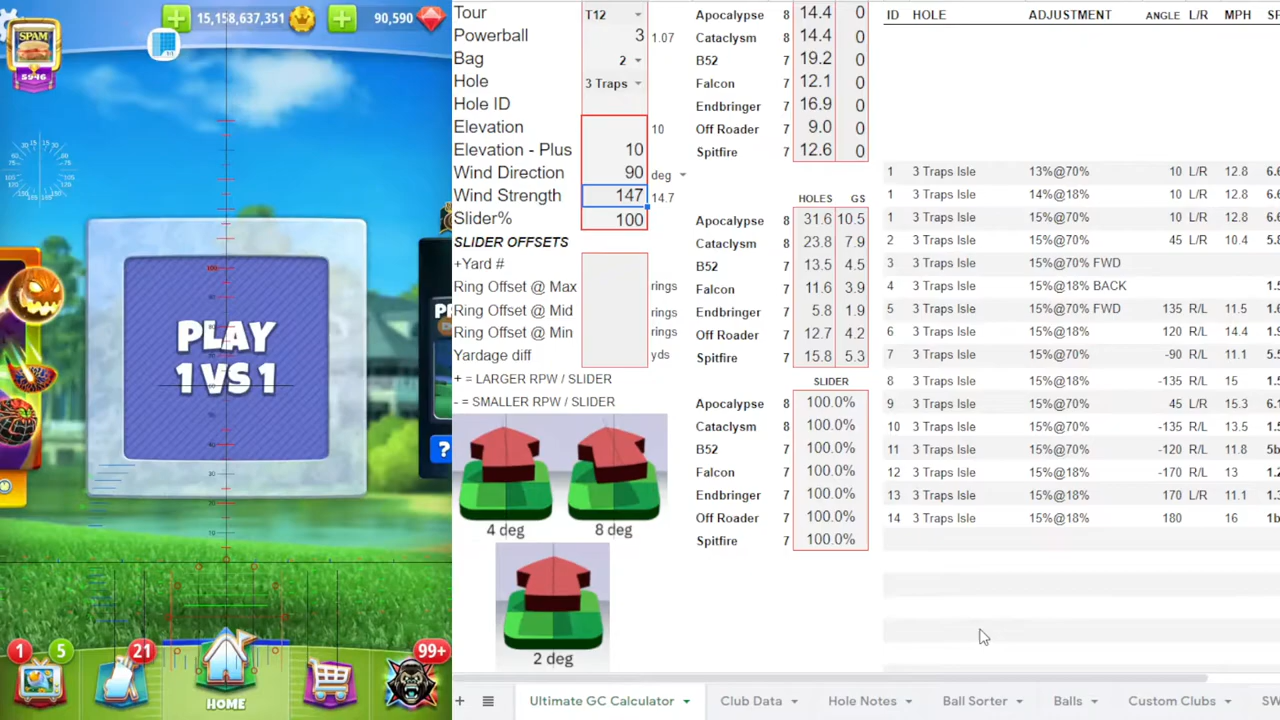 15,158,637,351
90,590
SPAM
5946
100
PLAY
1 VS 1
40
30
10
1
5
21
99+
HOME
Tour T12
Powerball 3 1.07
Bag 2
Hole 3 Traps
Hole ID
Elevation 10
Elevation - Plus 10
Wind Direction 90 deg
Wind Strength 147 14.7
Slider% 100
SLIDER OFFSETS
+Yard #
Ring Offset @ Max rings
Ring Offset @ Mid rings
Ring Offset @ Min rings
Yardage diff yds
+ = LARGER RPW / SLIDER
- = SMALLER RPW / SLIDER
4 deg
8 deg
2 deg
Apocalypse 8 14.4 0
Cataclysm 8 14.4 0
B52 7 19.2 0
Falcon 7 12.1 0
Endbringer 7 16.9 0
Off Roader 7 9.0 0
Spitfire 7 12.6 0
HOLES GS
Apocalypse 8 31.6 10.5
Cataclysm 8 23.8 7.9
B52 7 13.5 4.5
Falcon 7 11.6 3.9
Endbringer 7 5.8 1.9
Off Roader 7 12.7 4.2
Spitfire 7 15.8 5.3
SLIDER
Apocalypse 8 100.0%
Cataclysm 8 100.0%
B52 7 100.0%
Falcon 7 100.0%
Endbringer 7 100.0%
Off Roader 7 100.0%
Spitfire 7 100.0%
ID HOLE ADJUSTMENT ANGLE L/R MPH
1 3 Traps Isle 13%@70% 10 L/R 12.8
1 3 Traps Isle 14%@18% 10 L/R 12.8
1 3 Traps Isle 15%@70% 10 L/R 12.8
2 3 Traps Isle 15%@70% 45 L/R 10.4
3 3 Traps Isle 15%@70% FWD
4 3 Traps Isle 15%@18% BACK
5 3 Traps Isle 15%@70% FWD 135 R/L 11.8
6 3 Traps Isle 15%@18% 120 R/L 14.4
7 3 Traps Isle 15%@70% -90 R/L 11.1
8 3 Traps Isle 15%@18% -135 R/L 15
9 3 Traps Isle 15%@18% 45 R/L 15.3
10 3 Traps Isle 15%@18% -135 R/L 13.5
11 3 Traps Isle 15%@18% -120 R/L 11.8
12 3 Traps Isle 15%@18% -170 R/L 13
13 3 Traps Isle 15%@18% 170 L/R 11.1
14 3 Traps Isle 15%@18% 180 16
+ Ultimate GC Calculator Club Data Hole Notes Ball Sorter Balls Custom Clubs